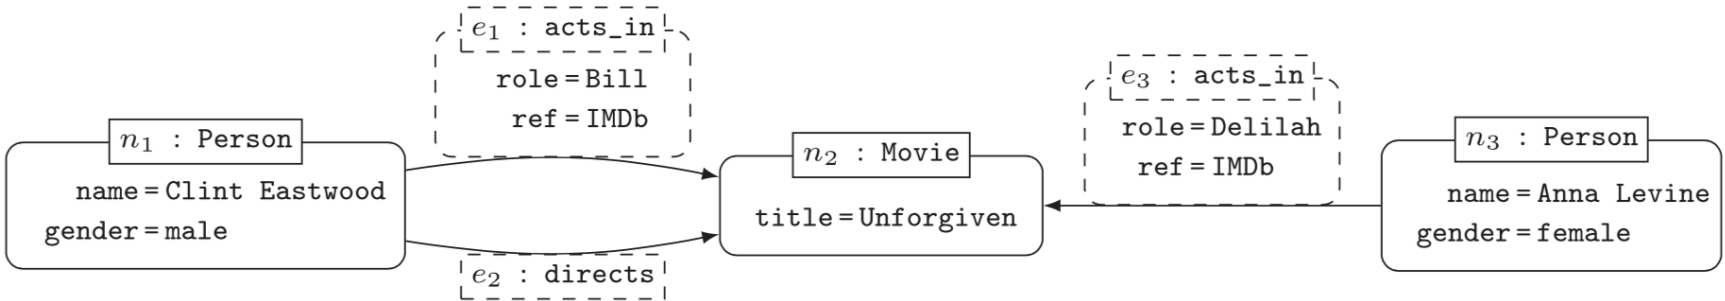 n₁ : Person
name = Clint Eastwood
gender = male
e₁ : acts_in
role = Bill
ref = IMDb
e₂ : directs
n₂ : Movie
title = Unforgiven
e₃ : acts_in
role = Delilah
ref = IMDb
n₃ : Person
name = Anna Levine
gender = female